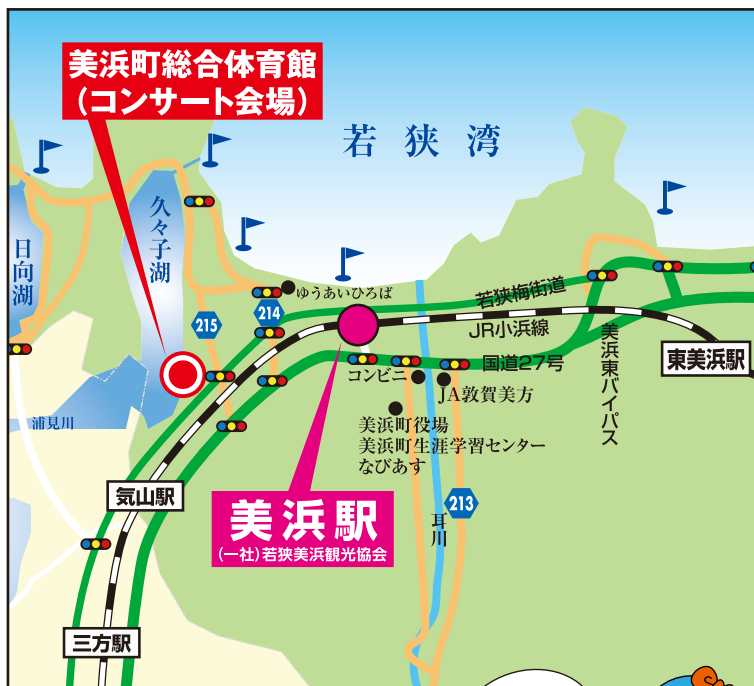 美浜町総合体育館
（コンサート会場）
若狭湾
久々子湖
日向湖
ゆうあいひろば
若狭梅街道
214
215
JR小浜線
東美浜駅
国道27号
美浜東バイパス
コンビニ
JA敦賀美方
美浜町役場
美浜町生涯学習センター
なびあす
浦見川
気山駅
美浜駅
（一社）若狭美浜観光協会
213
耳川
三方駅